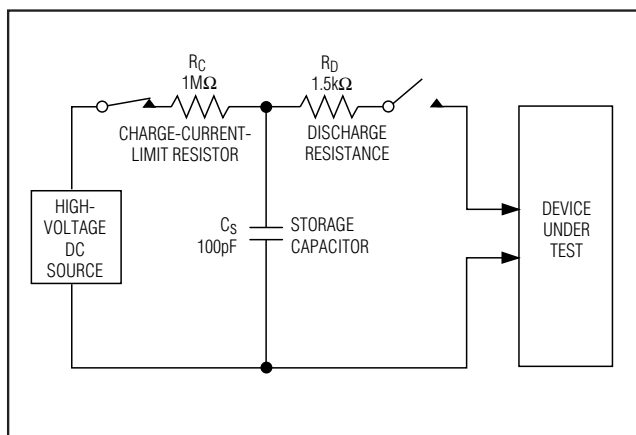 R_C
1MΩ
CHARGE-CURRENT-
LIMIT RESISTOR
R_D
1.5kΩ
DISCHARGE
RESISTANCE
HIGH-
VOLTAGE
DC
SOURCE
C_S
100pF
STORAGE
CAPACITOR
DEVICE
UNDER
TEST